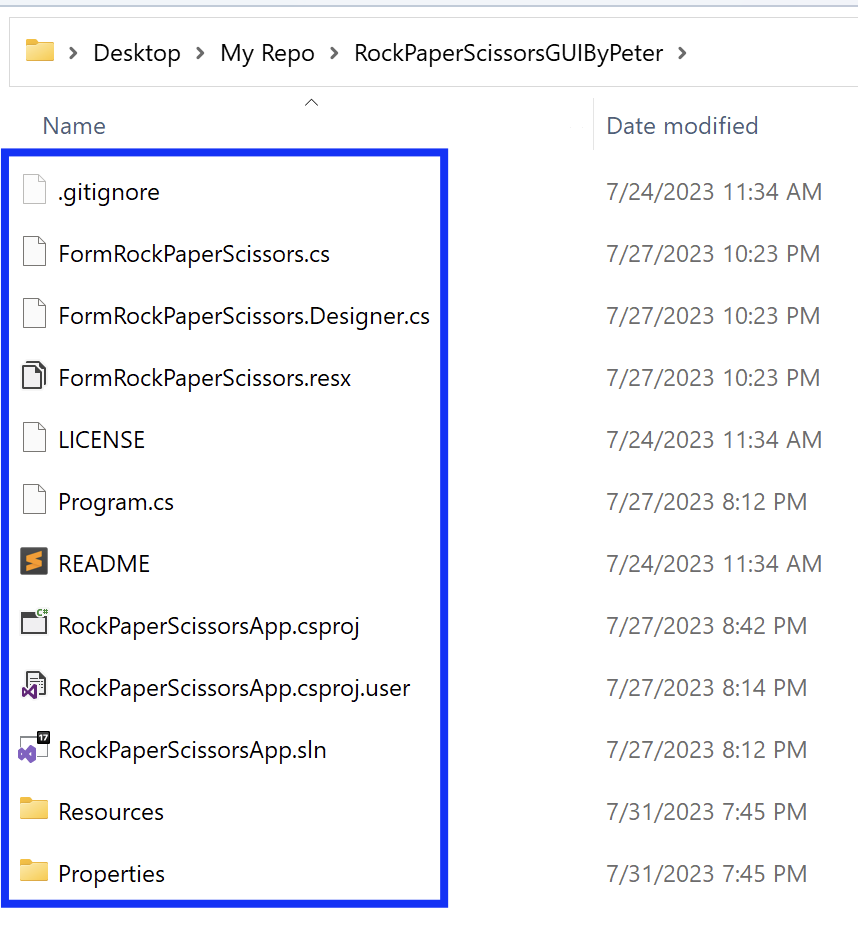 Desktop > My Repo > RockPaperScissorsGUIByPeter >
Name Date modified
.gitignore 7/24/2023 11:34 AM
FormRockPaperScissors.cs 7/27/2023 10:23 PM
FormRockPaperScissors.Designer.cs 7/27/2023 10:23 PM
FormRockPaperScissors.resx 7/27/2023 10:23 PM
LICENSE 7/24/2023 11:34 AM
Program.cs 7/27/2023 8:12 PM
README 7/24/2023 11:34 AM
C#
RockPaperScissorsApp.csproj 7/27/2023 8:42 PM
RockPaperScissorsApp.csproj.user 7/27/2023 8:14 PM
17
RockPaperScissorsApp.sln 7/27/2023 8:12 PM
Resources 7/31/2023 7:45 PM
Properties 7/31/2023 7:45 PM